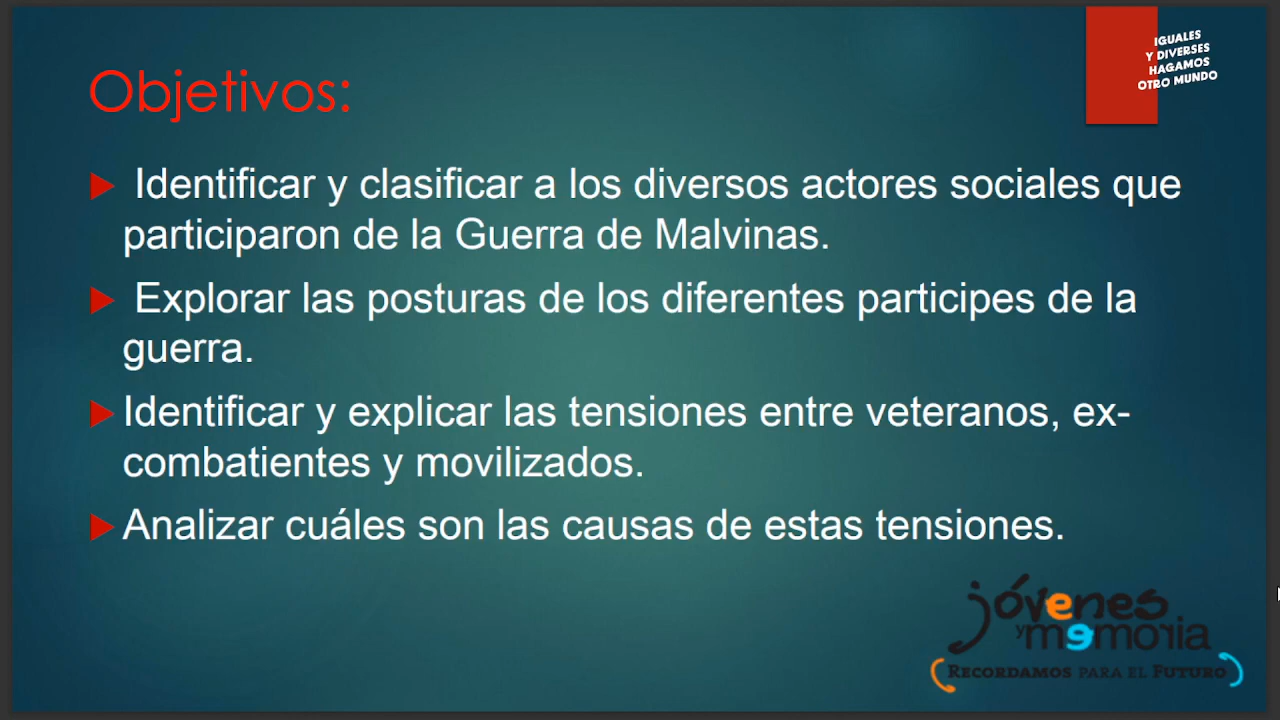 IGUALES
Y DIVERSES
HAGAMOS
OTRO MUNDO
Objetivos:
Identificar y clasificar a los diversos actores sociales que
participaron de la Guerra de Malvinas.
Explorar las posturas de los diferentes participes de la
guerra.
Identificar y explicar las tensiones entre veteranos, ex-
combatientes y movilizados.
Analizar cuáles son las causas de estas tensiones.
jóvenes
y memoria
RECORDAMOS PARA EL FUTURO